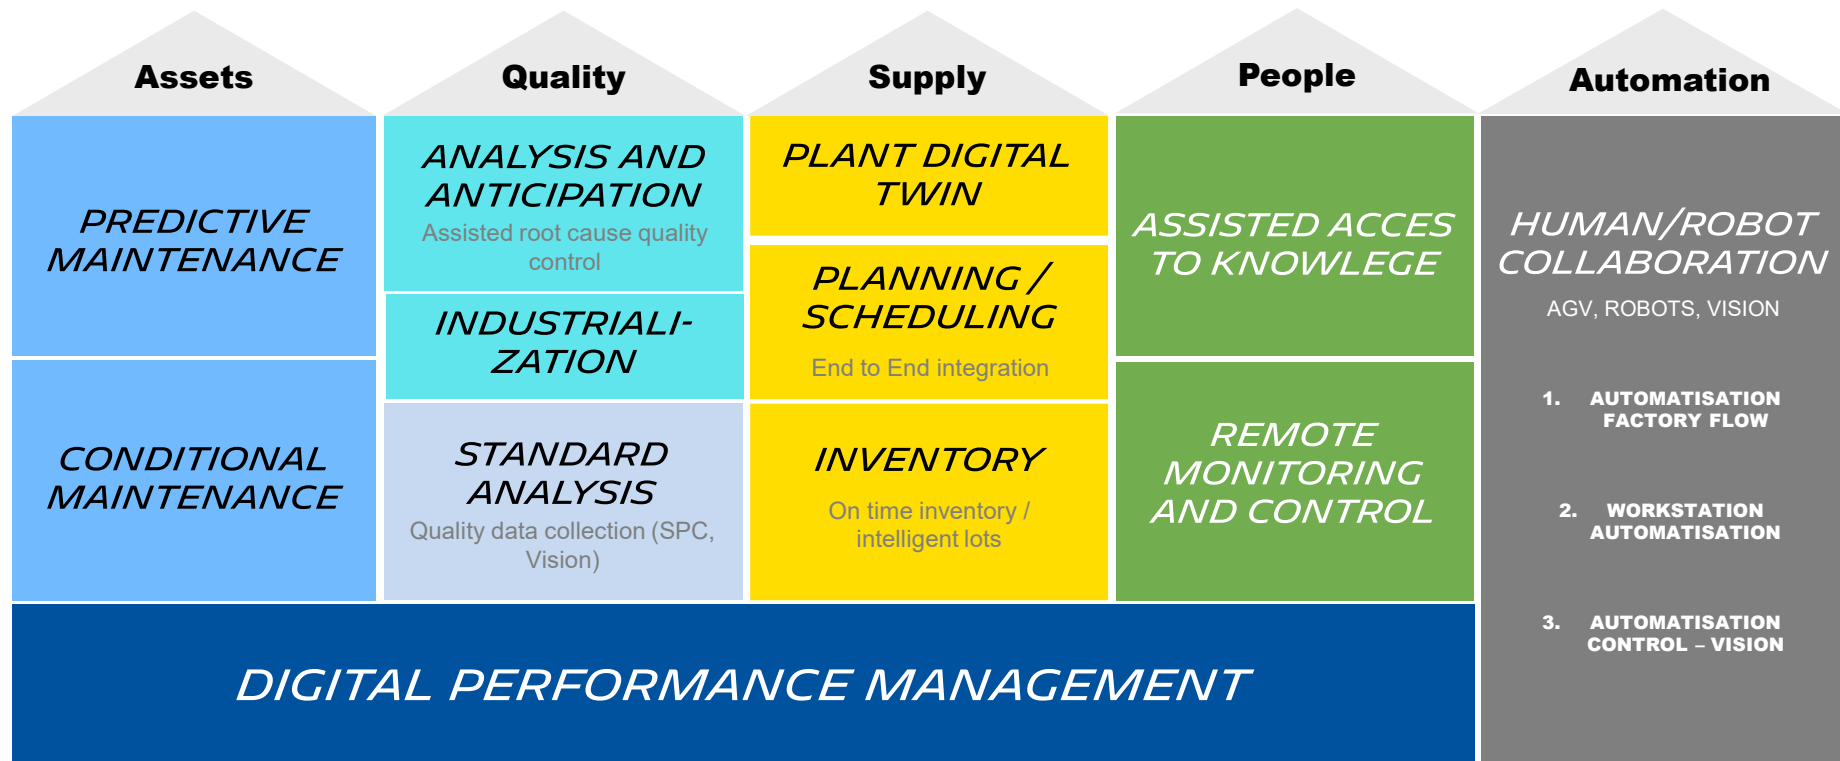 Assets
Quality
Supply
People
Automation
PREDICTIVE
MAINTENANCE
CONDITIONAL
MAINTENANCE
ANALYSIS AND
ANTICIPATION
Assisted root cause quality
control
INDUSTRIALI-
ZATION
STANDARD
ANALYSIS
Quality data collection (SPC,
Vision)
PLANT DIGITAL
TWIN
PLANNING /
SCHEDULING
End to End integration
INVENTORY
On time inventory /
intelligent lots
ASSISTED ACCES
TO KNOWLEGE
REMOTE
MONITORING
AND CONTROL
HUMAN/ROBOT
COLLABORATION
AGV, ROBOTS, VISION
1. AUTOMATISATION
FACTORY FLOW
2. WORKSTATION
AUTOMATISATION
3. AUTOMATISATION
CONTROL – VISION
DIGITAL PERFORMANCE MANAGEMENT